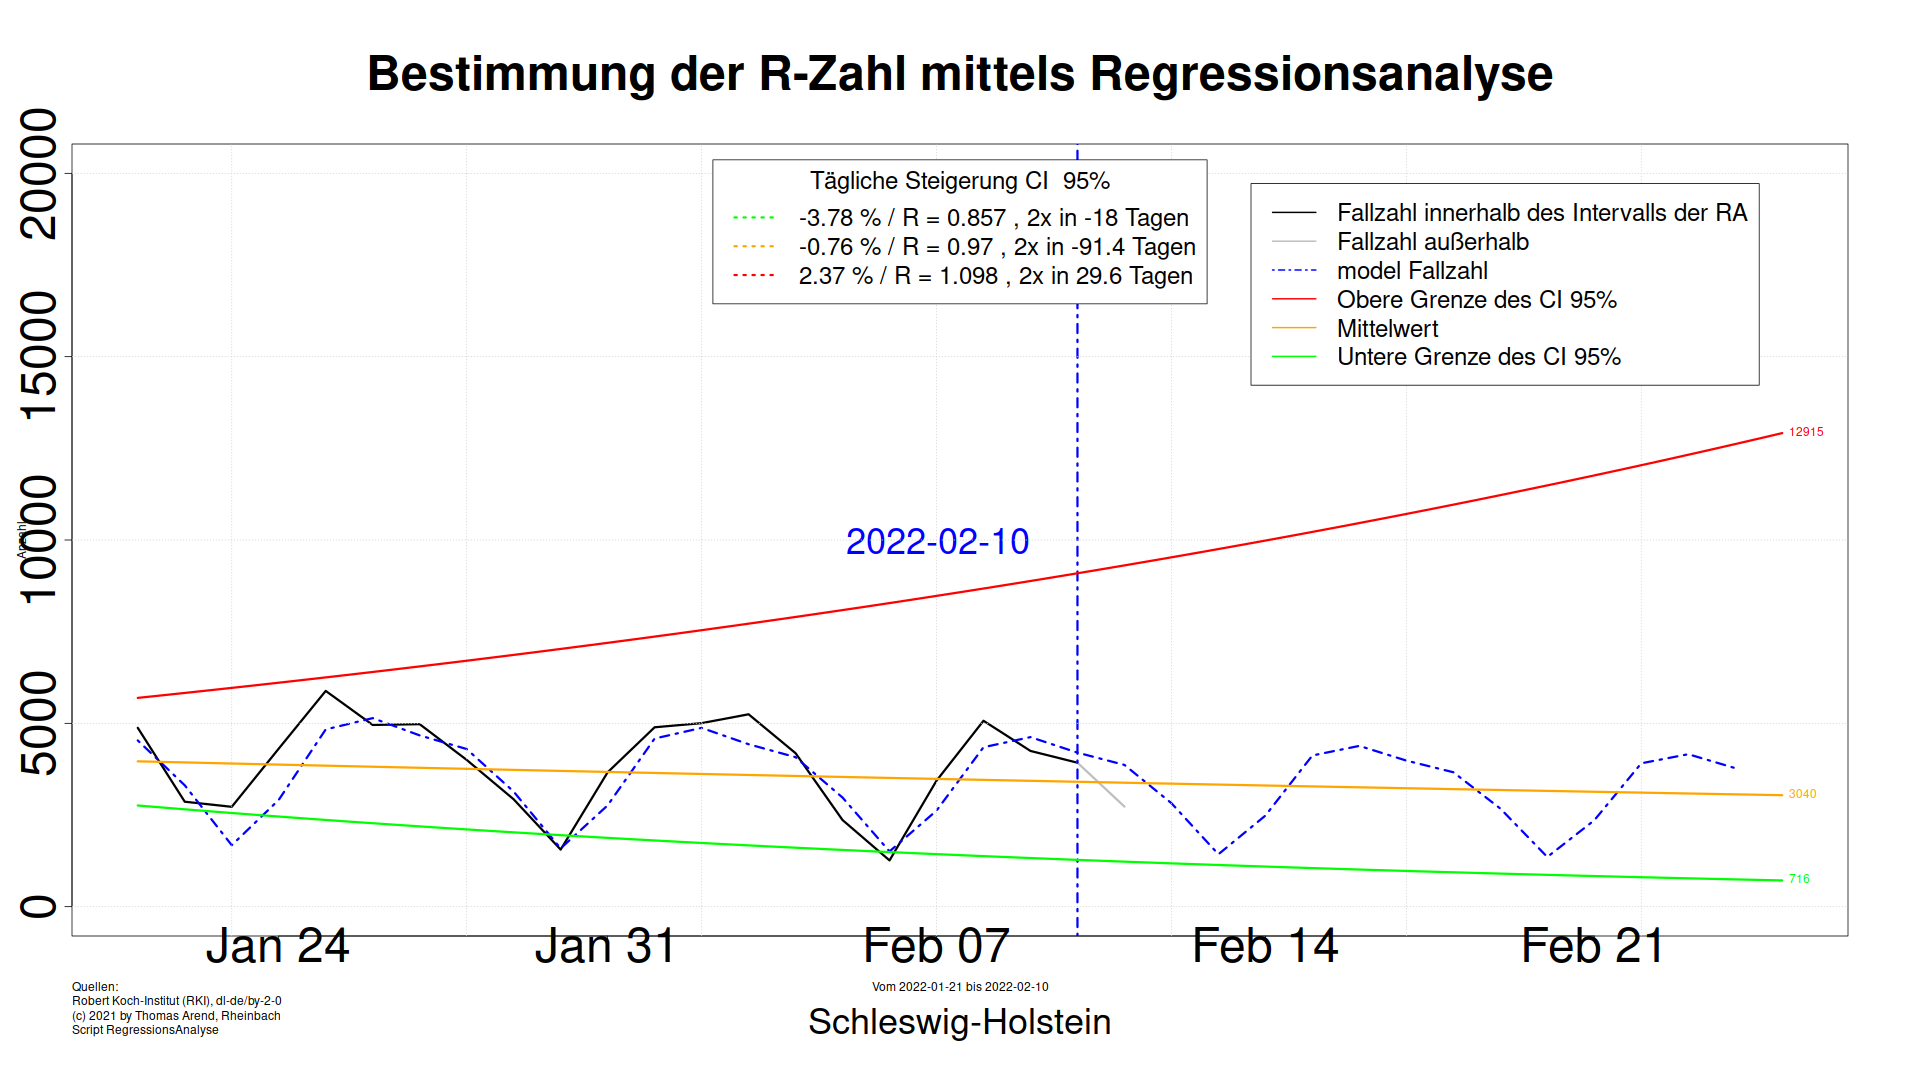 Bestimmung der R-Zahl mittels Regressionsanalyse
Tägliche Steigerung CI  95%
-3.78 % / R = 0.857 , 2x in -18 Tagen
-0.76 % / R = 0.97 , 2x in -91.4 Tagen
2.37 % / R = 1.098 , 2x in 29.6 Tagen
Fallzahl innerhalb des Intervalls der RA
Fallzahl außerhalb
model Fallzahl
Obere Grenze des CI 95%
Mittelwert
Untere Grenze des CI 95%
20000
15000
10000
5000
0
Anzahl
2022-02-10
12915
3040
716
Jan 24
Jan 31
Feb 07
Feb 14
Feb 21
Quellen:
Robert Koch-Institut (RKI), dl-de/by-2-0
(c) 2021 by Thomas Arend, Rheinbach
Script RegressionsAnalyse
Vom 2022-01-21 bis 2022-02-10
Schleswig-Holstein